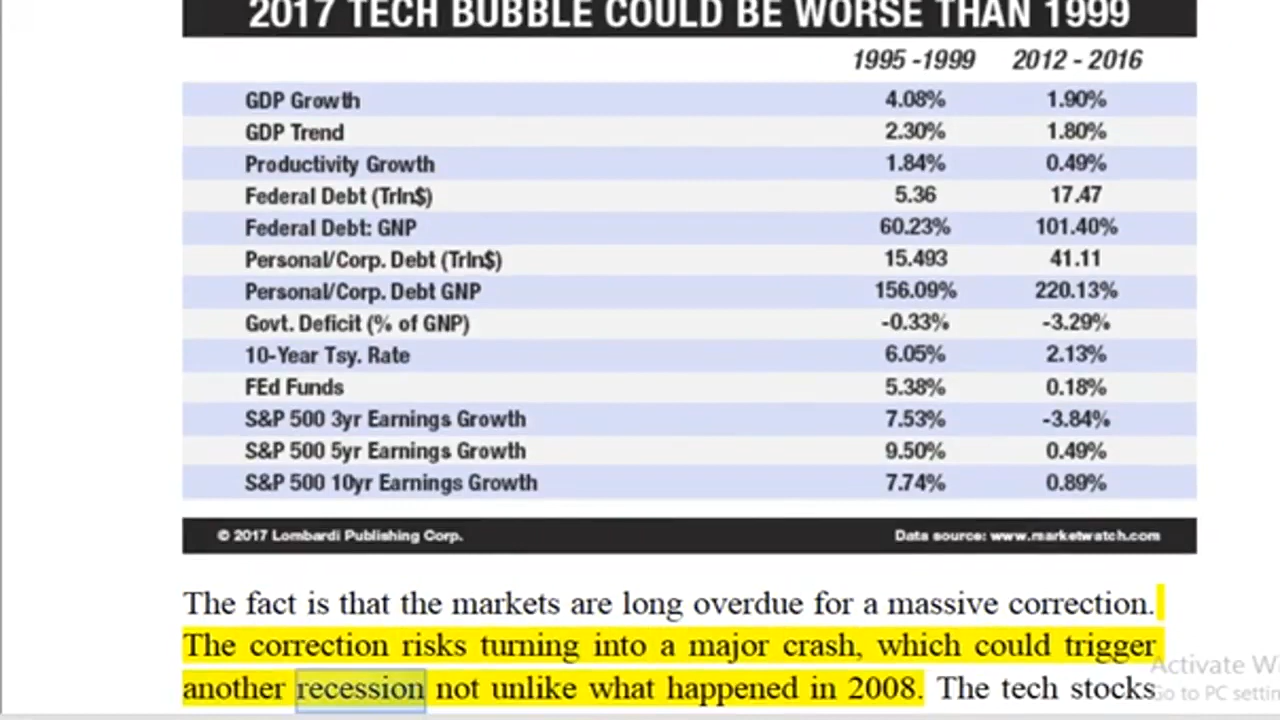 2017 TECH BUBBLE COULD BE WORSE THAN 1999
1995 -1999 2012 - 2016
GDP Growth 4.08% 1.90%
GDP Trend 2.30% 1.80%
Productivity Growth 1.84% 0.49%
Federal Debt (Trln$) 5.36 17.47
Federal Debt: GNP 60.23% 101.40%
Personal/Corp. Debt (Trln$) 15.493 41.11
Personal/Corp. Debt GNP 156.09% 220.13%
Govt. Deficit (% of GNP) -0.33% -3.29%
10-Year Tsy. Rate 6.05% 2.13%
FEd Funds 5.38% 0.18%
S&P 500 3yr Earnings Growth 7.53% -3.84%
S&P 500 5yr Earnings Growth 9.50% 0.49%
S&P 500 10yr Earnings Growth 7.74% 0.89%
© 2017 Lombardi Publishing Corp. Data source: www.marketwatch.com
The fact is that the markets are long overdue for a massive correction.
The correction risks turning into a major crash, which could trigger
another recession not unlike what happened in 2008. The tech stocks
Activate W
Go to PC settin